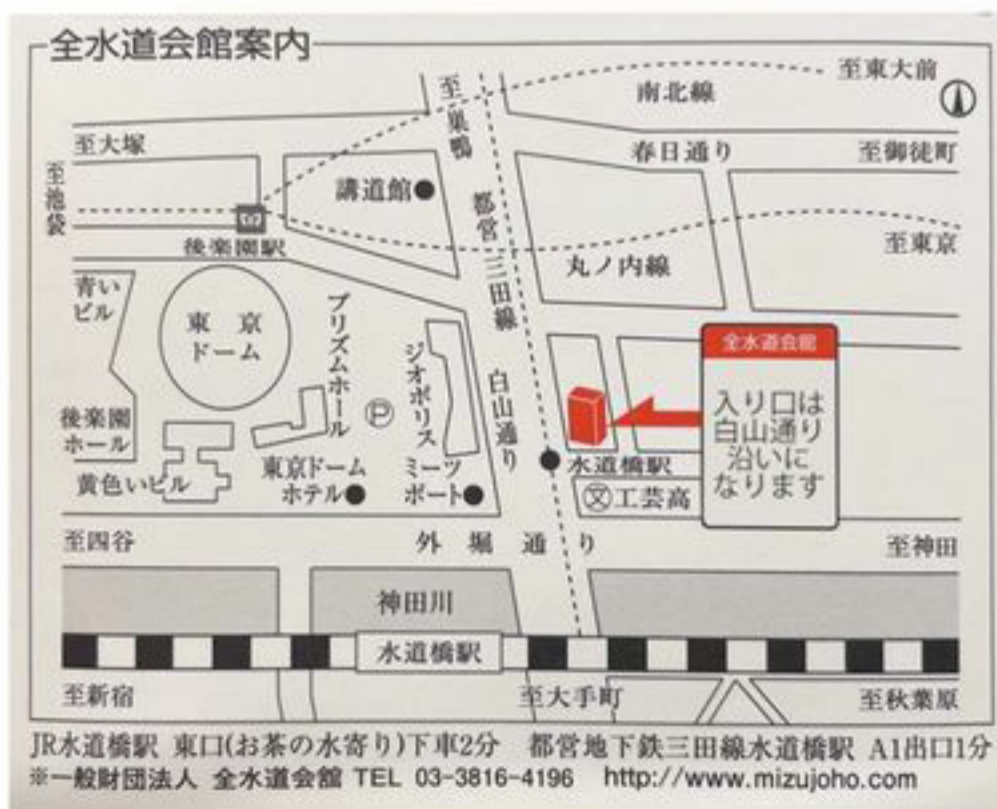 全水道会館案内
至東大前
南北線
至巣鴨
至大塚
春日通り
至御徒町
至池袋
講道館
都営三田線
後楽園駅
丸ノ内線
至東京
青いビル
東京ドーム
プリズムホール
ジオポリス
白山通り
全水道会館
入り口は
白山通り
沿いに
なります
後楽園
ホール
P
黄色いビル
東京ドーム
ホテル
ミーツ
ポート
水道橋駅
文工芸高
至四谷
外堀通り
至神田
神田川
水道橋駅
至新宿
至大手町
至秋葉原
JR水道橋駅 東口(お茶の水寄り)下車2分 都営地下鉄三田線水道橋駅 A1出口1分
※一般財団法人 全水道会館 TEL 03-3816-4196 http://www.mizujoho.com